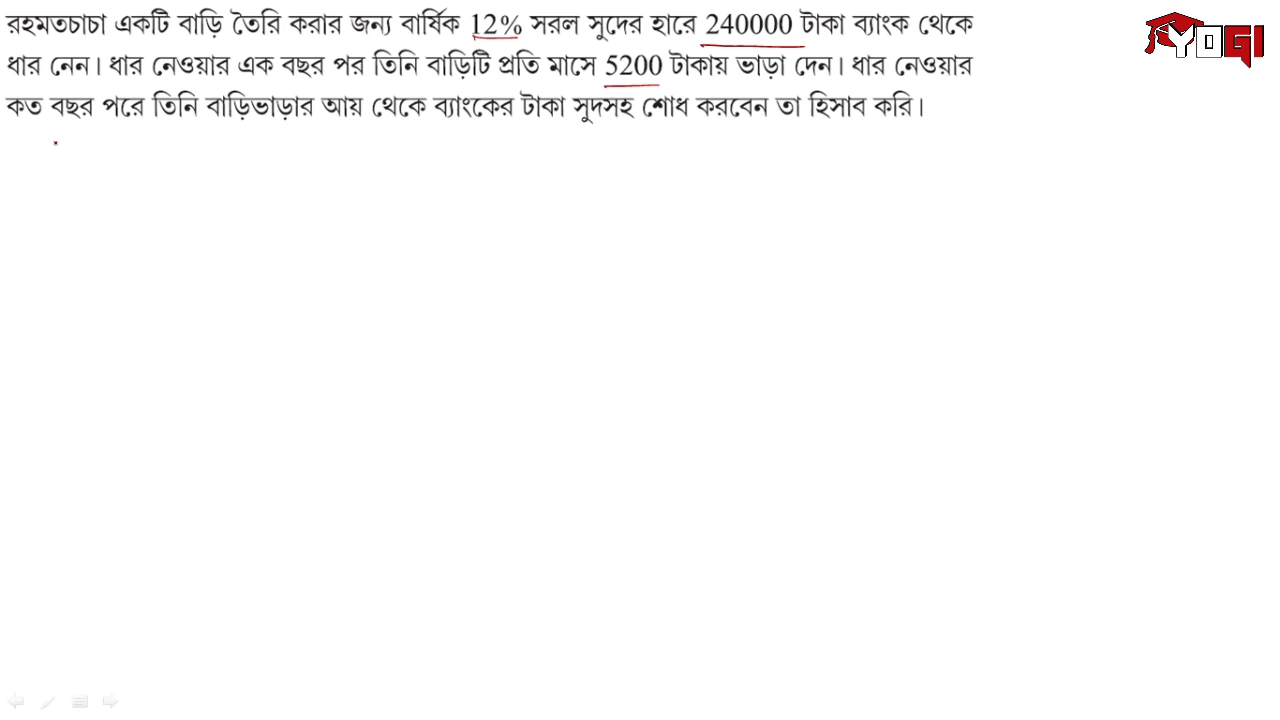 রহমতচাচা একটি বাড়ি তৈরি করার জন্য বার্ষিক 12% সরল সুদের হারে 240000 টাকা ব্যাংক থেকে
ধার নেন। ধার নেওয়ার এক বছর পর তিনি বাড়িটি প্রতি মাসে 5200 টাকায় ভাড়া দেন। ধার নেওয়ার
কত বছর পরে তিনি বাড়িভাড়ার আয় থেকে ব্যাংকের টাকা সুদসহ শোধ করবেন তা হিসাব করি।
YOGI